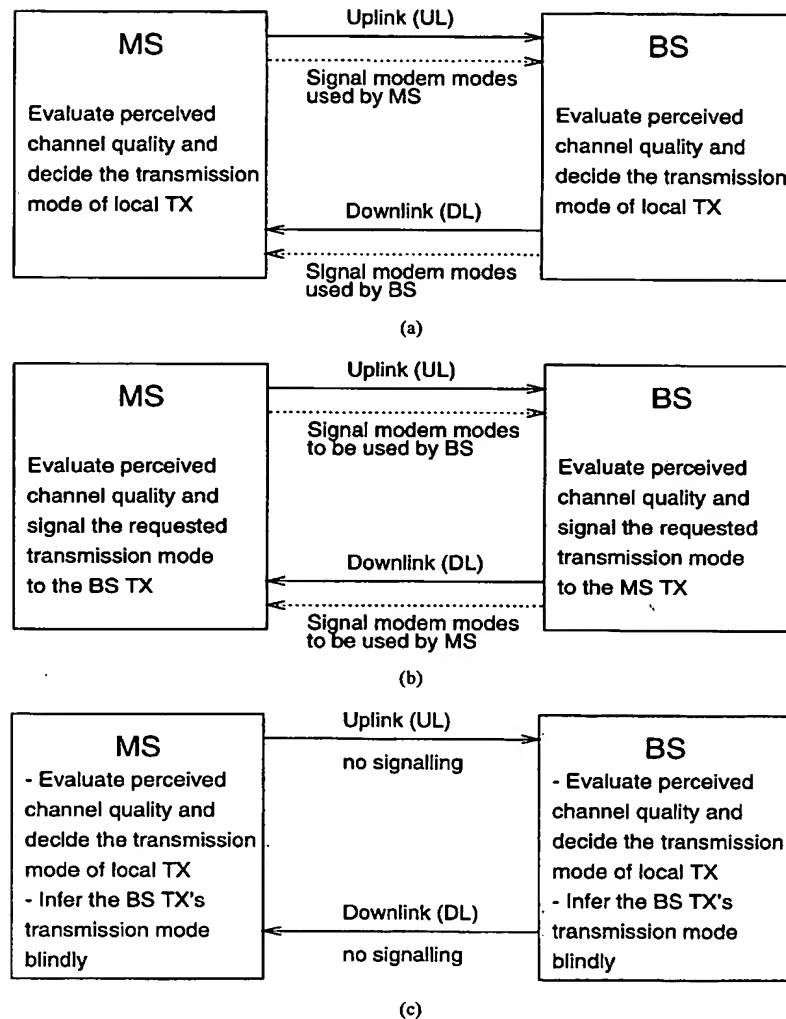 MS
Evaluate perceived
channel quality and
decide the transmission
mode of local TX
Uplink (UL)
Signal modem modes
used by MS
Downlink (DL)
Signal modem modes
used by BS
BS
Evaluate perceived
channel quality and
decide the transmission
mode of local TX
(a)
MS
Evaluate perceived
channel quality and
signal the requested
transmission mode
to the BS TX
Uplink (UL)
Signal modem modes
to be used by BS
Downlink (DL)
Signal modem modes
to be used by MS
BS
Evaluate perceived
channel quality and
signal the requested
transmission mode
to the MS TX
(b)
MS
- Evaluate perceived
channel quality and
decide the transmission
mode of local TX
- Infer the BS TX's
transmission mode
blindly
Uplink (UL)
no signalling
Downlink (DL)
no signalling
BS
- Evaluate perceived
channel quality and
decide the transmission
mode of local TX
- Infer the BS TX's
transmission mode
blindly
(c)